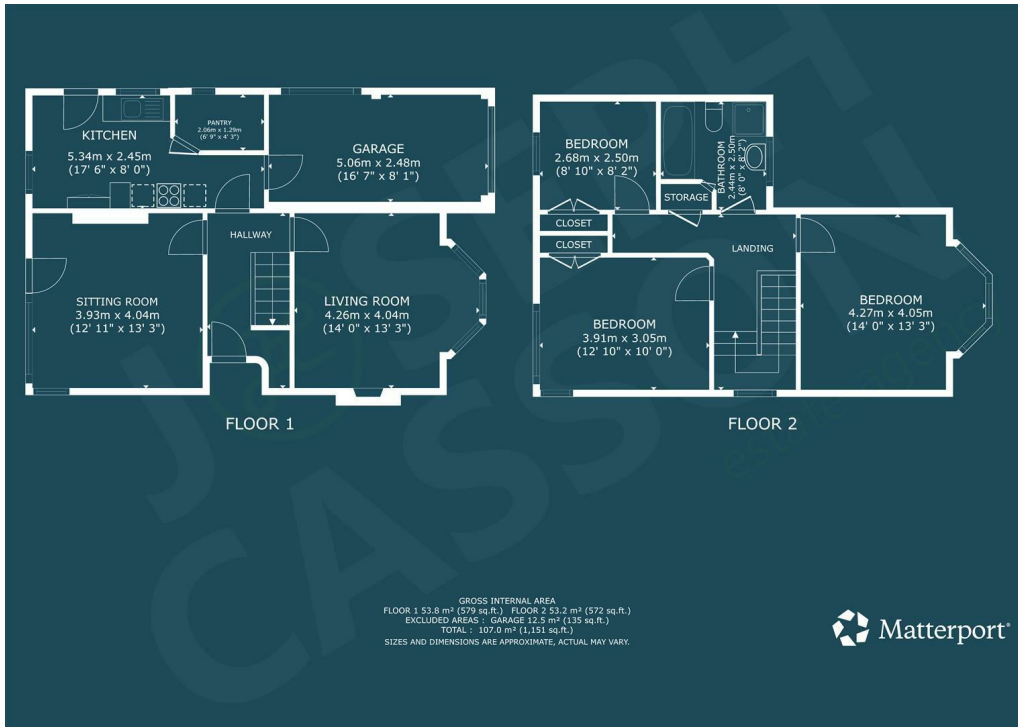 KITCHEN
5.34m x 2.45m
(17' 6" x 8' 0")
PANTRY
2.06m x 1.29m
(6' 9" x 4' 3")
GARAGE
5.06m x 2.48m
(16' 7" x 8' 1")
HALLWAY
SITTING ROOM
3.93m x 4.04m
(12' 11" x 13' 3")
LIVING ROOM
4.26m x 4.04m
(14' 0" x 13' 3")
FLOOR 1
BEDROOM
2.68m x 2.50m
(8' 10" x 8' 2")
BATHROOM
2.44m x 2.50m
(8' 0" x 8' 2")
STORAGE
CLOSET
CLOSET
LANDING
BEDROOM
3.91m x 3.05m
(12' 10" x 10' 0")
BEDROOM
4.27m x 4.05m
(14' 0" x 13' 3")
FLOOR 2
JOSEPH
CASSON
GROSS INTERNAL AREA
FLOOR 1 53.8 m² (579 sq.ft.) FLOOR 2 53.2 m² (572 sq.ft.)
EXCLUDED AREAS : GARAGE 12.5 m² (135 sq.ft.)
TOTAL : 107.0 m² (1,151 sq.ft.)
SIZES AND DIMENSIONS ARE APPROXIMATE, ACTUAL MAY VARY.
Matterport®